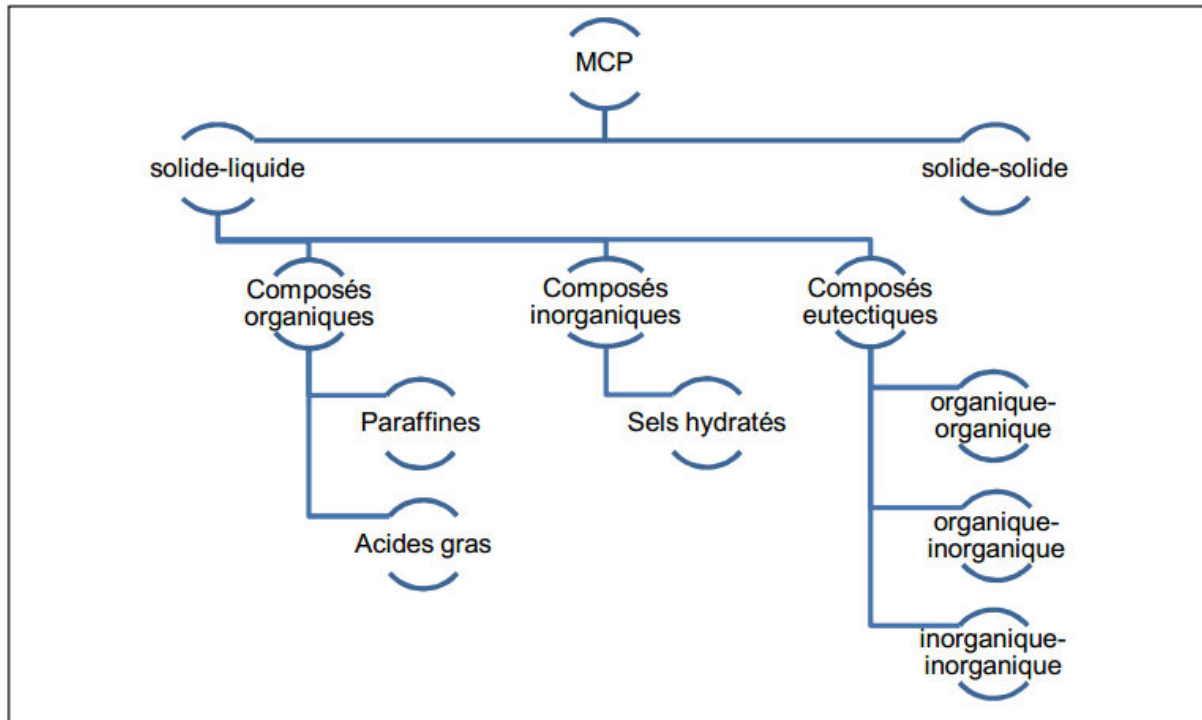 MCP
solide-liquide
solide-solide
Composés
organiques
Composés
inorganiques
Composés
eutectiques
Paraffines
Acides gras
Sels hydratés
organique-
organique
organique-
inorganique
inorganique-
inorganique